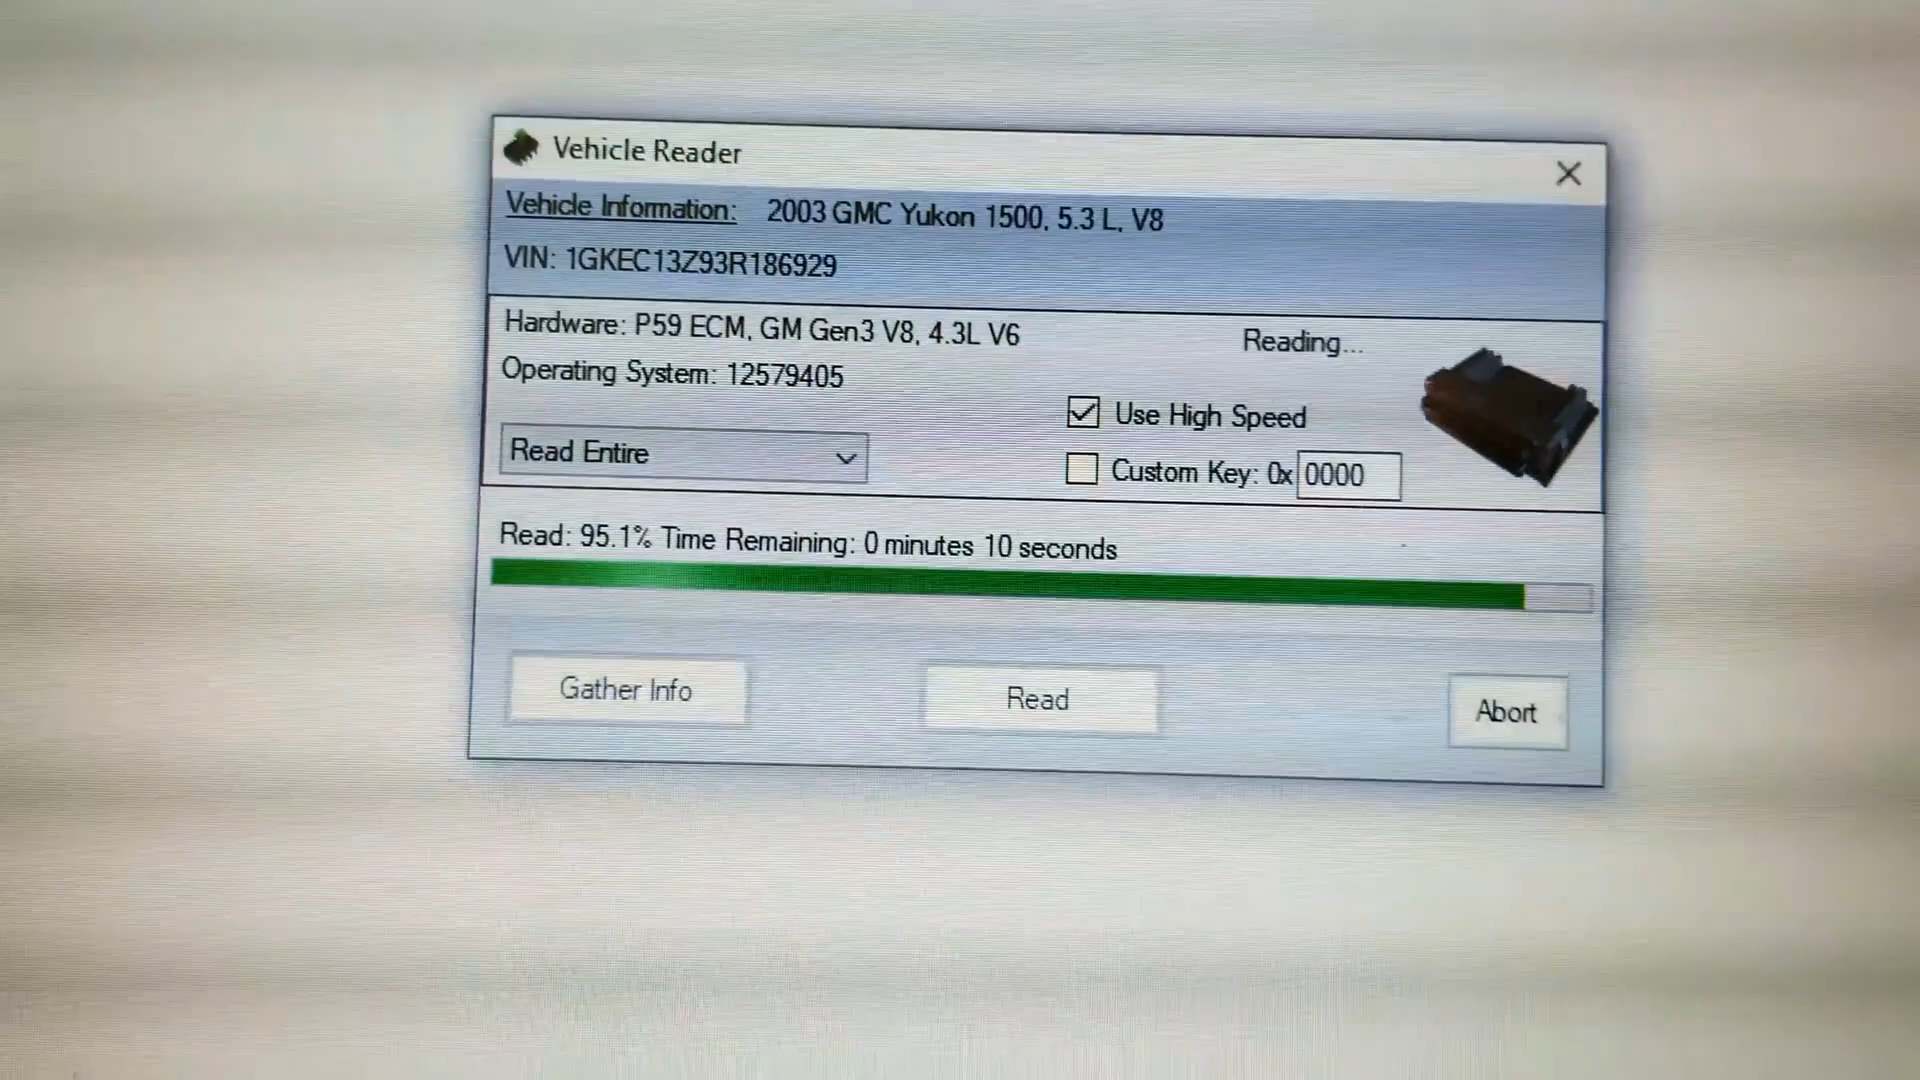 Vehicle Reader
Vehicle Information: 2003 GMC Yukon 1500, 5.3 L, V8
VIN: 1GKEC13Z93R186929
Hardware: P59 ECM, GM Gen3 V8, 4.3L V6
Reading...
Operating System: 12579405
Use High Speed
Read Entire
Custom Key: 0x 0000
Read: 95.1% Time Remaining: 0 minutes 10 seconds
Gather Info
Read
Abort